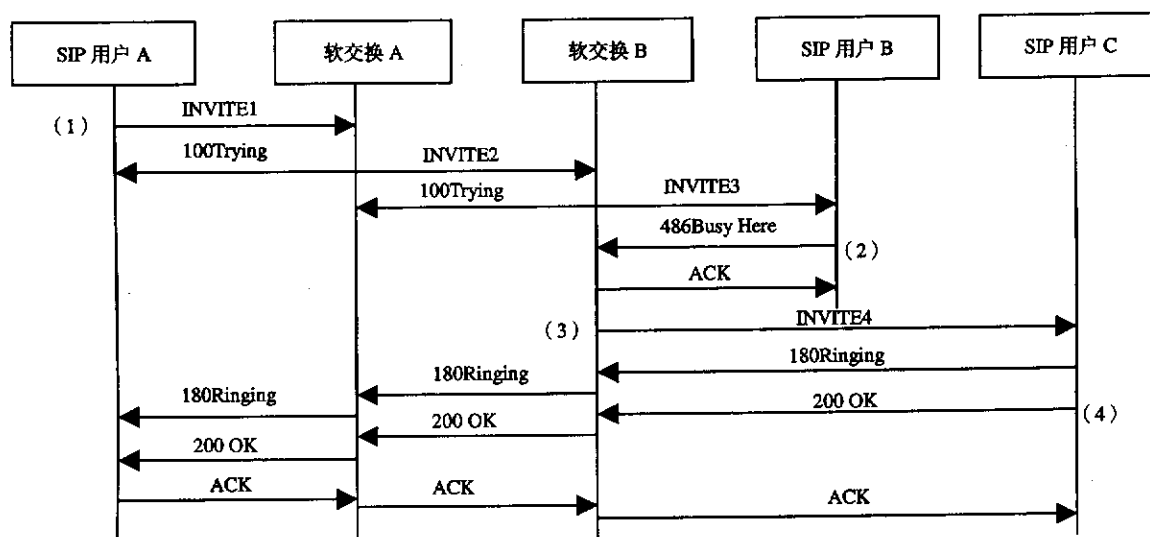 SIP 用户 A
软交换 A
软交换 B
SIP 用户 B
SIP 用户 C
(1)
INVITE1
100Trying
INVITE2
100Trying
INVITE3
486Busy Here
(2)
ACK
(3)
INVITE4
180Ringing
180Ringing
180Ringing
200 OK
(4)
200 OK
200 OK
ACK
ACK
ACK